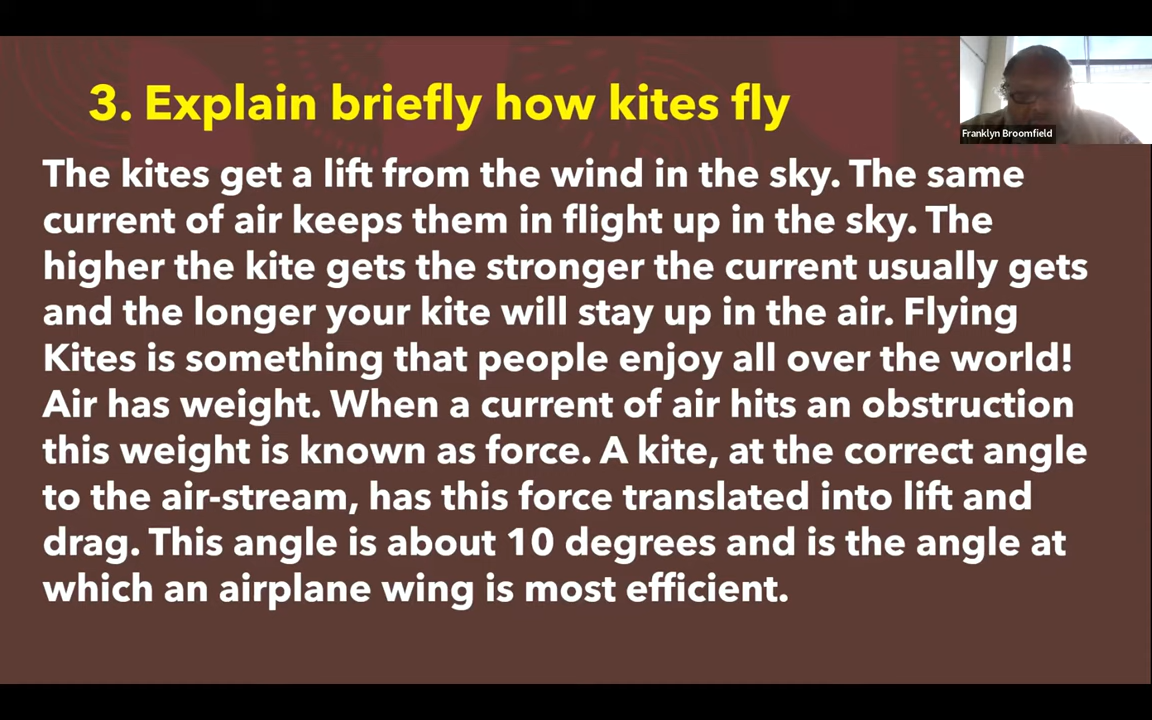 3. Explain briefly how kites fly
Franklyn Broomfield
The kites get a lift from the wind in the sky. The same
current of air keeps them in flight up in the sky. The
higher the kite gets the stronger the current usually gets
and the longer your kite will stay up in the air. Flying
Kites is something that people enjoy all over the world!
Air has weight. When a current of air hits an obstruction
this weight is known as force. A kite, at the correct angle
to the air-stream, has this force translated into lift and
drag. This angle is about 10 degrees and is the angle at
which an airplane wing is most efficient.